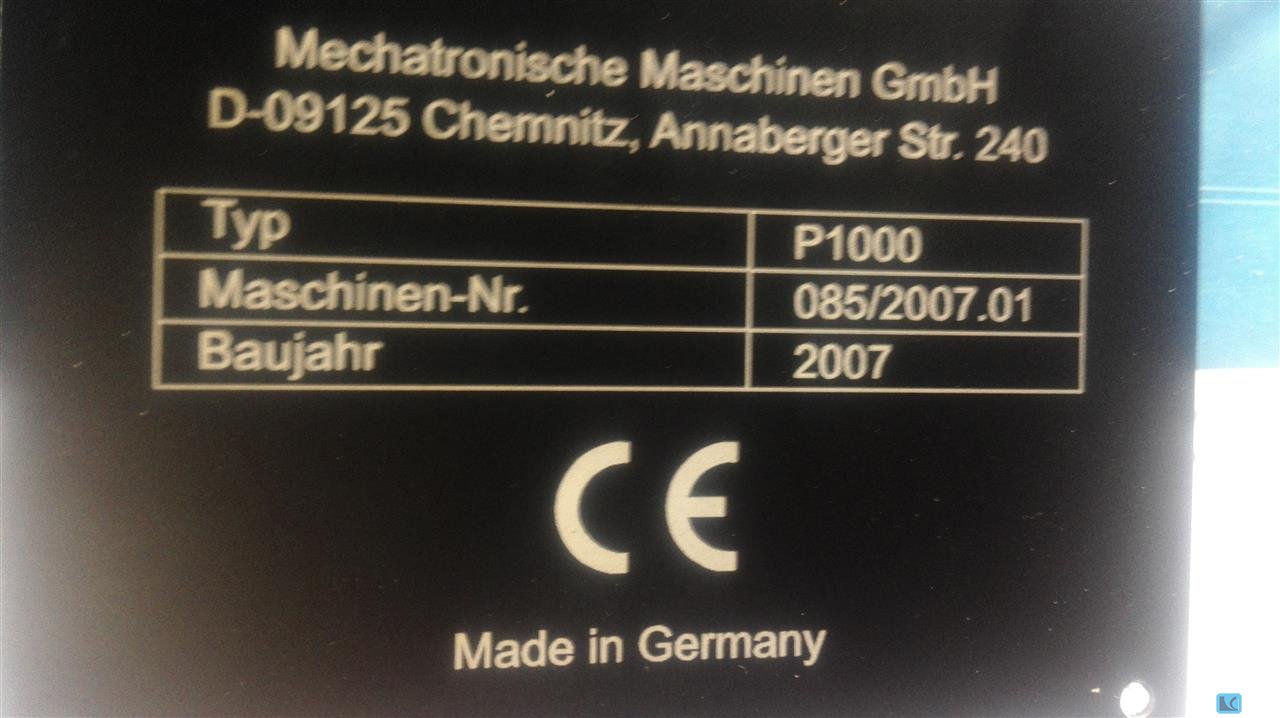 Mechatronische Maschinen GmbH
D-09125 Chemnitz, Annaberger Str. 240
Typ P1000
Maschinen-Nr. 085/2007.01
Baujahr 2007
CE
Made in Germany